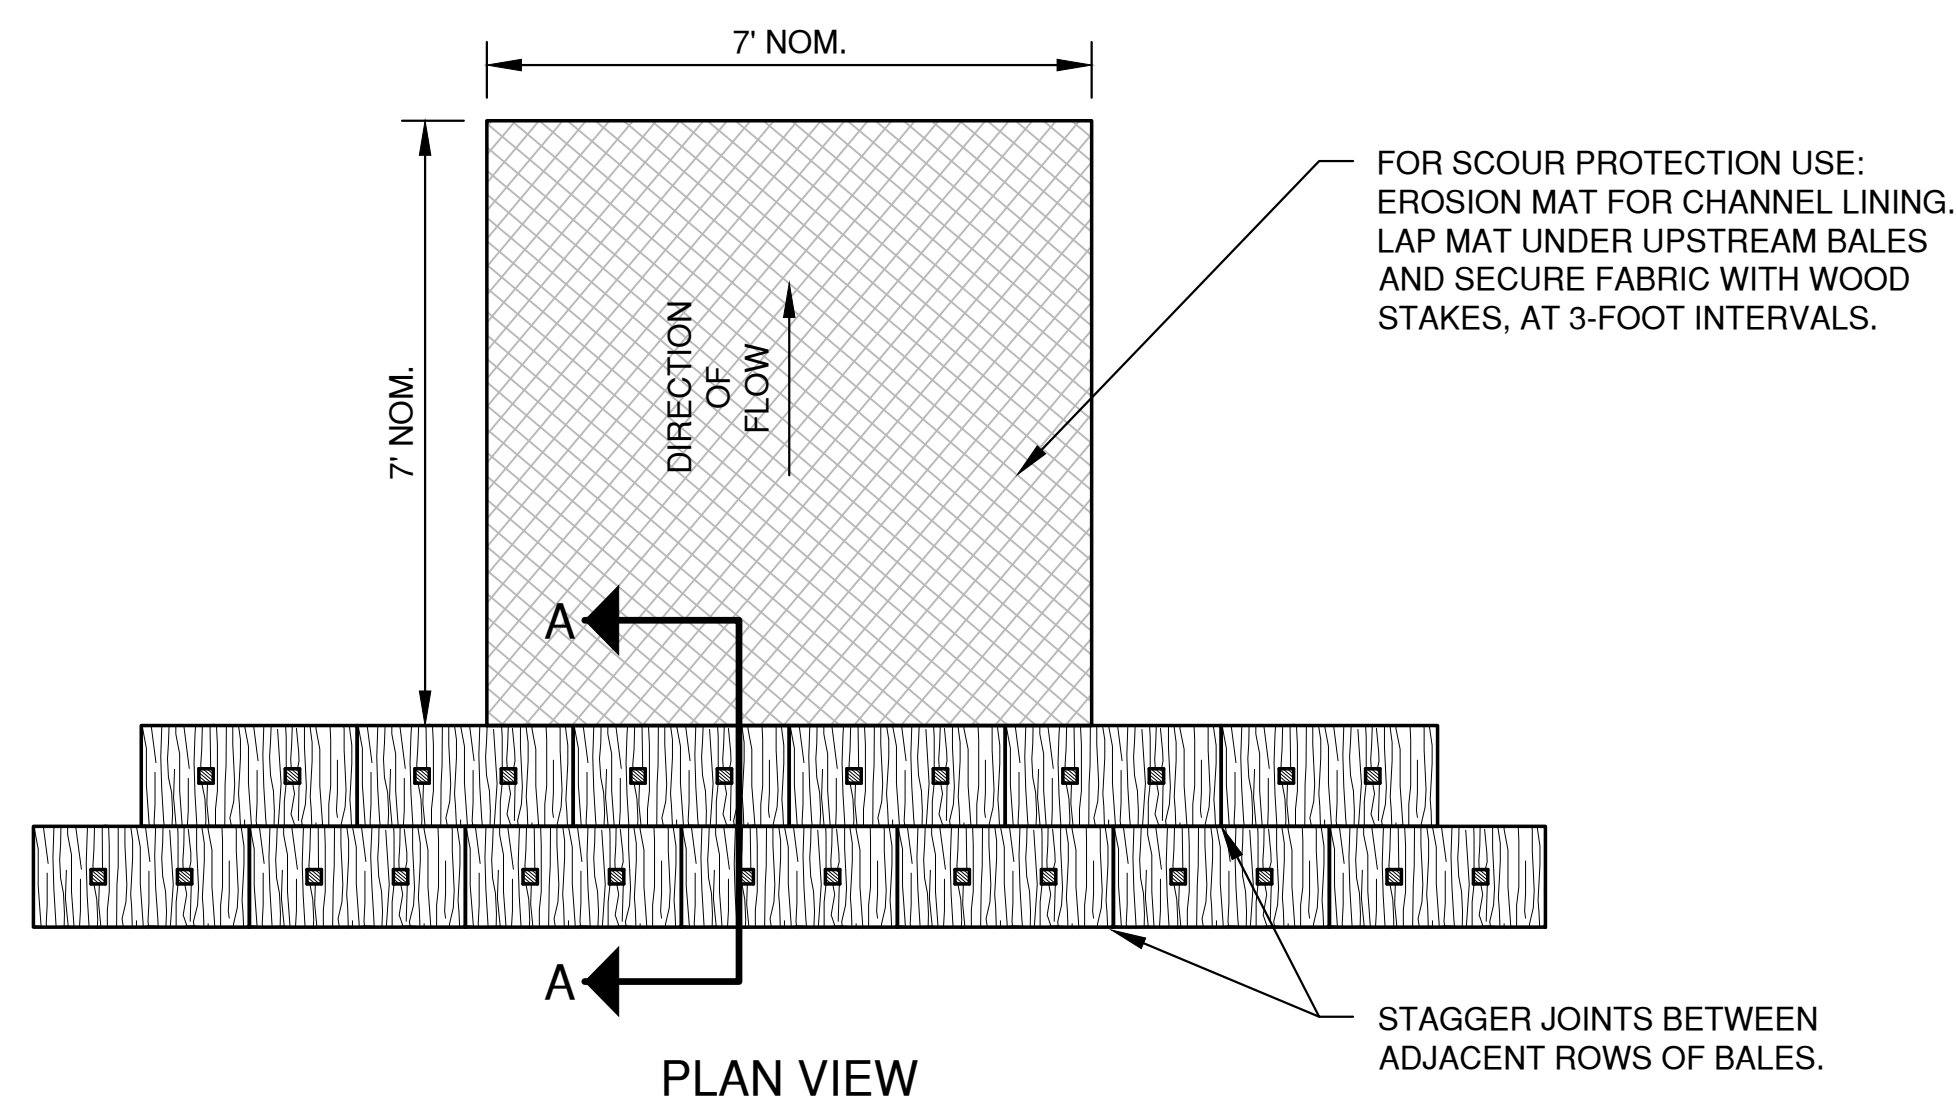 7' NOM.
FOR SCOUR PROTECTION USE:
EROSION MAT FOR CHANNEL LINING.
LAP MAT UNDER UPSTREAM BALES
AND SECURE FABRIC WITH WOOD
STAKES, AT 3-FOOT INTERVALS.
7' NOM.
DIRECTION
OF
FLOW
A
A
STAGGER JOINTS BETWEEN
ADJACENT ROWS OF BALES.
PLAN VIEW